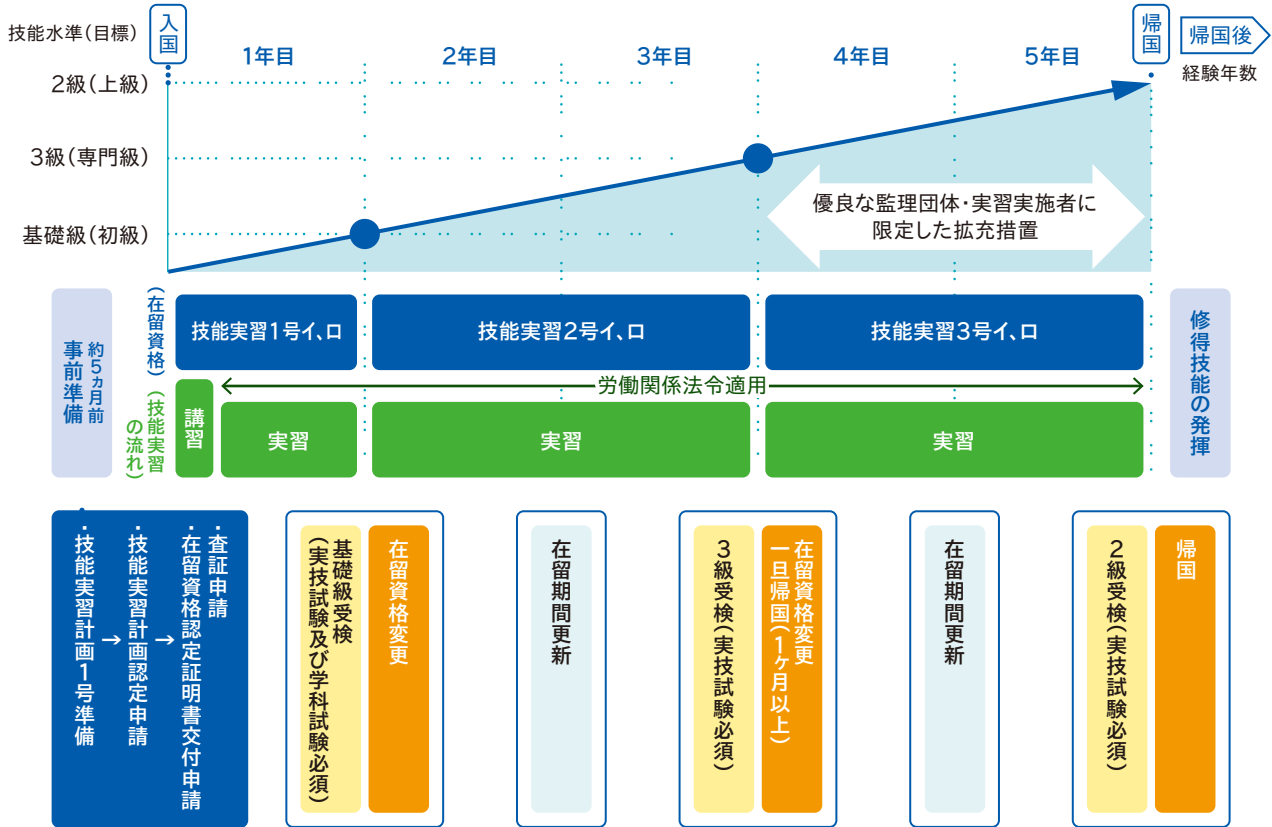 技能水準(目標)
入国
1年目
2年目
3年目
4年目
5年目
帰国
帰国後
経験年数
2級(上級)
3級(専門級)
基礎級(初級)
優良な監理団体・実習実施者に
限定した拡充措置
約5ヵ月前
事前準備
(在留資格)
技能実習1号イ、ロ
技能実習2号イ、ロ
技能実習3号イ、ロ
労働関係法令適用
(技能実習
の流れ)
講習
実習
実習
実習
修得技能の発揮
・技能実習計画1号準備
→
・技能実習計画認定申請
→
・査証申請
・在留資格認定証明書交付申請
基礎級受検
(実技試験及び学科試験必須)
在留資格変更
在留期間更新
3級受検(実技試験必須)
在留資格変更
一旦帰国(1ヶ月以上)
在留期間更新
2級受検(実技試験必須)
帰国